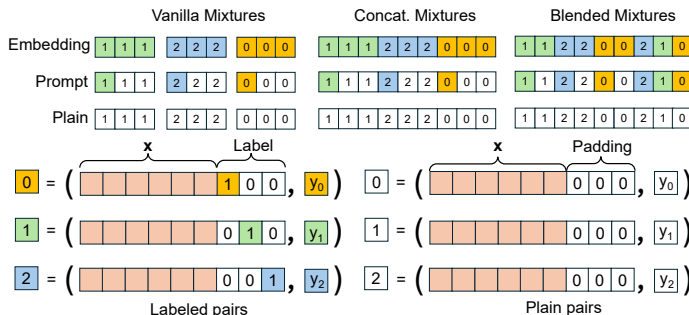 Vanilla Mixtures Concat. Mixtures Blended Mixtures
Embedding 1 1 1 2 2 2 0 0 0 1 1 1 2 2 2 0 0 0 1 1 2 2 0 0 2 1 0
Prompt 1 1 1 2 2 2 0 0 0 1 1 1 2 2 2 0 0 0 1 1 2 2 0 0 2 1 0
Plain 1 1 1 2 2 2 0 0 0 1 1 1 2 2 2 0 0 0 1 1 2 2 0 0 2 1 0
x Label x Padding
0 = ( 1 0 0 , y₀ ) 0 = ( 0 0 0 , y₀ )
1 = ( 0 1 0 , y₁ ) 1 = ( 0 0 0 , y₁ )
2 = ( 0 0 1 , y₂ ) 2 = ( 0 0 0 , y₂ )
Labeled pairs Plain pairs